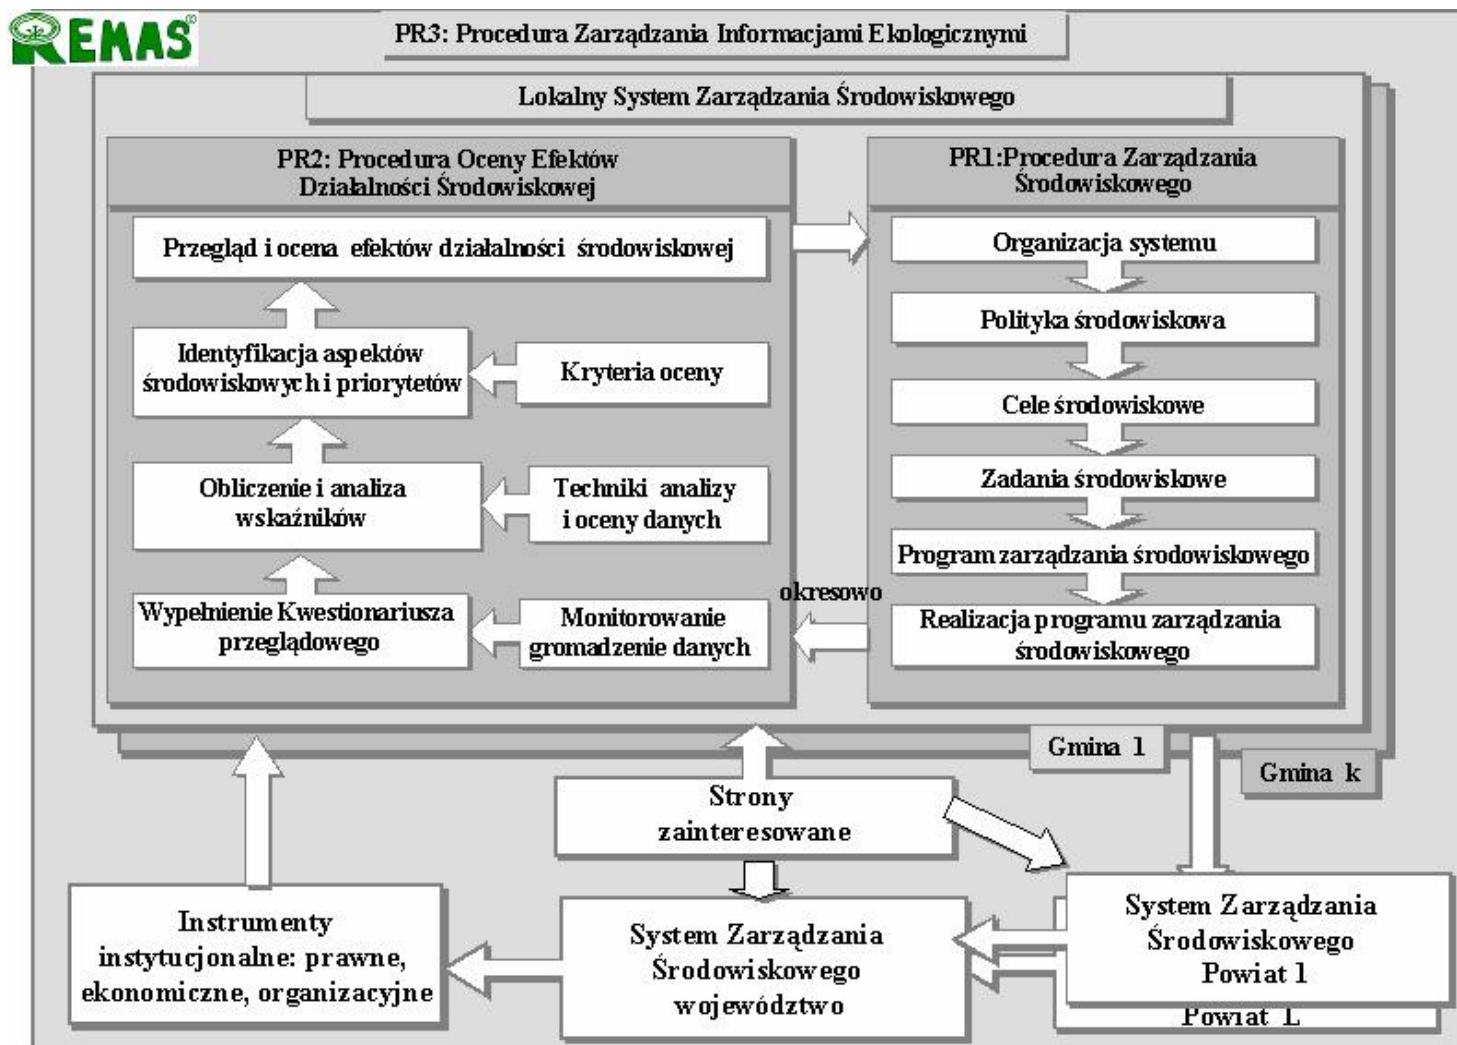 REMAS®
PR3: Procedura Zarządzania Informacjami Ekologicznymi
Lokalny System Zarządzania Środowiskowego
PR2: Procedura Oceny Efektów
Działalności Środowiskowej
Przegląd i ocena efektów działalności środowiskowej
Identyfikacja aspektów
środowiskowych i priorytetów
Kryteria oceny
Obliczenie i analiza
wskaźników
Techniki analizy
i oceny danych
Wypełnienie Kwestionariusza
przeglądowego
Monitorowanie
gromadzenie danych
okresowo
PR1:Procedura Zarządzania
Środowiskowego
Organizacja systemu
Polityka środowiskowa
Cele środowiskowe
Zadania środowiskowe
Program zarządzania środowiskowego
Realizacja programu zarządzania
środowiskowego
Gmina 1
Gmina k
Strony
zainteresowane
Instrumenty
instytucjonalne: prawne,
ekonomiczne, organizacyjne
System Zarządzania
Środowiskowego
województwo
System Zarządzania
Środowiskowego
Powiat 1
Powiat L